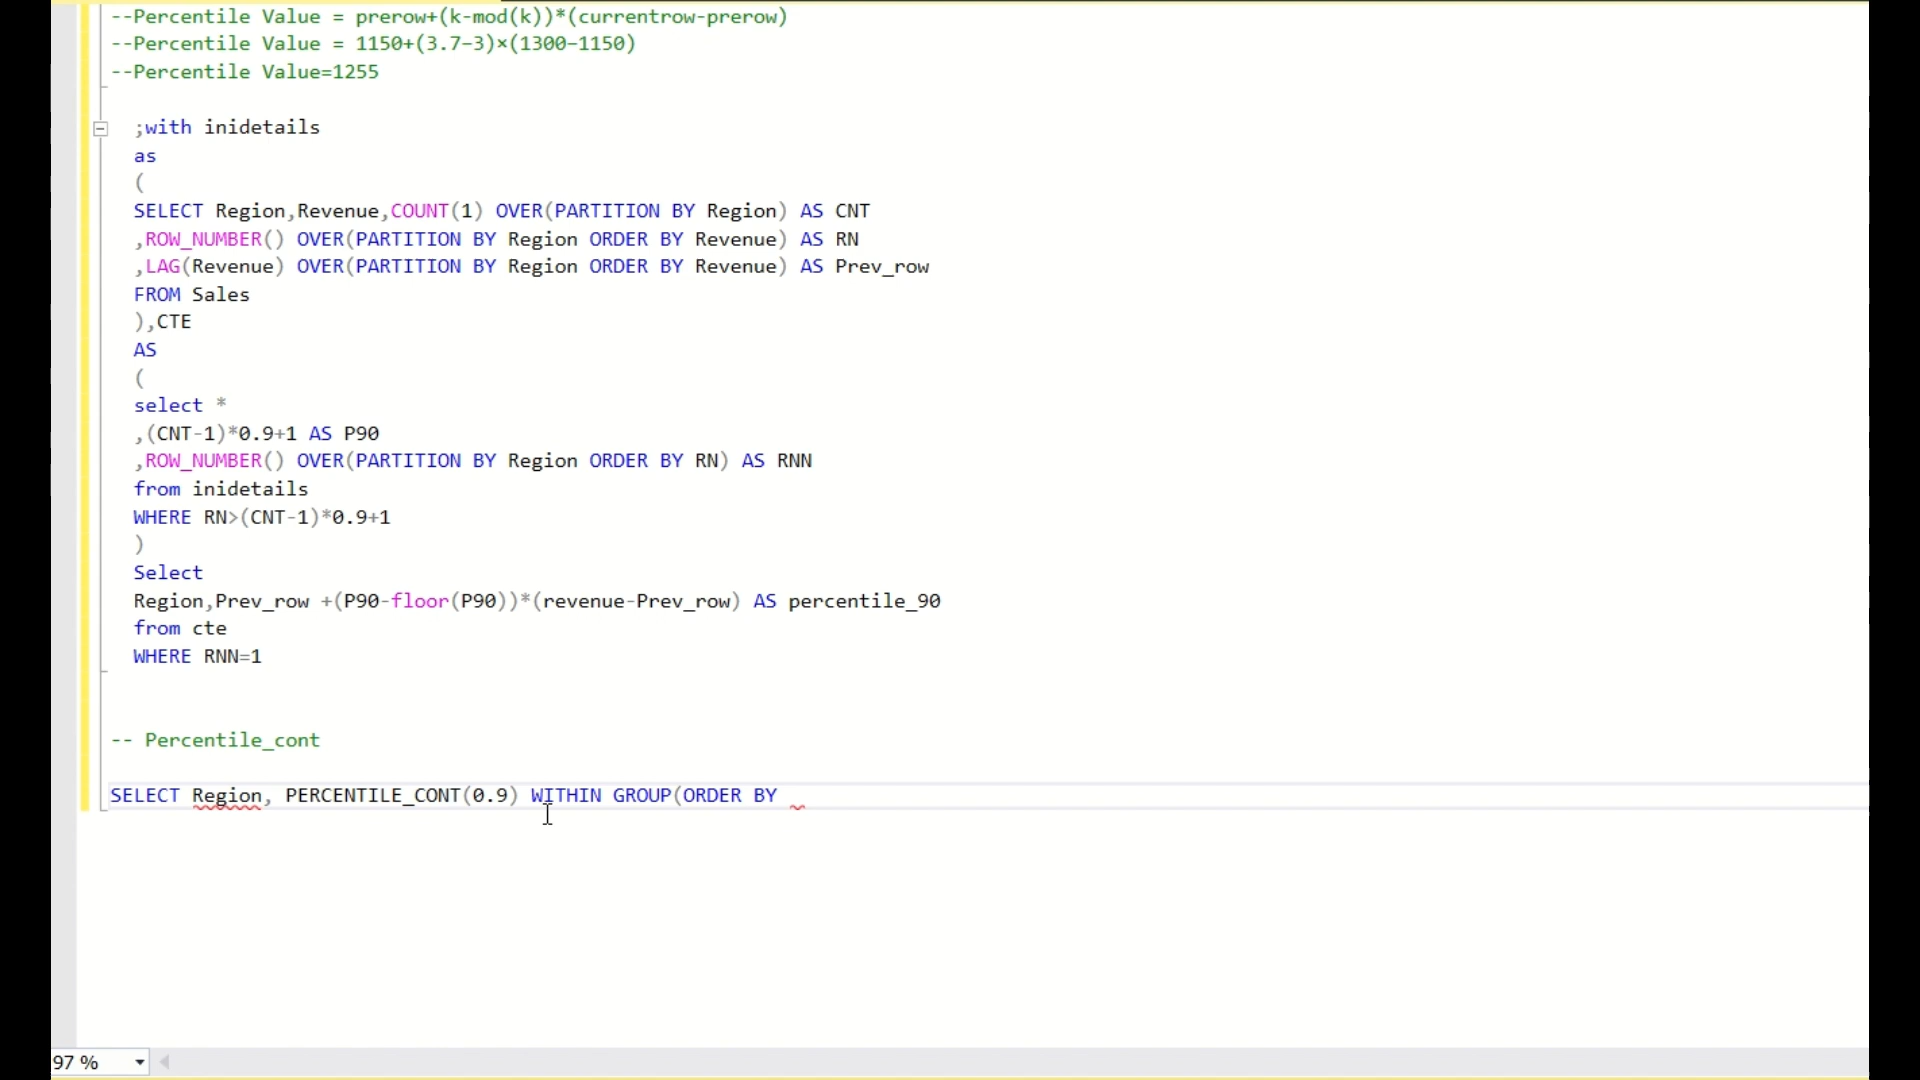 --Percentile Value = prerow+(k-mod(k))*(currentrow-prerow)
--Percentile Value = 1150+(3.7−3)×(1300−1150)
--Percentile Value=1255
;with inidetails
as
(
SELECT Region,Revenue,COUNT(1) OVER(PARTITION BY Region) AS CNT
,ROW_NUMBER() OVER(PARTITION BY Region ORDER BY Revenue) AS RN
,LAG(Revenue) OVER(PARTITION BY Region ORDER BY Revenue) AS Prev_row
FROM Sales
),CTE
AS
(
select *
,(CNT-1)*0.9+1 AS P90
,ROW_NUMBER() OVER(PARTITION BY Region ORDER BY RN) AS RNN
from inidetails
WHERE RN>(CNT-1)*0.9+1
)
Select
Region,Prev_row +(P90-floor(P90))*(revenue-Prev_row) AS percentile_90
from cte
WHERE RNN=1
-- Percentile_cont
SELECT Region, PERCENTILE_CONT(0.9) WITHIN GROUP(ORDER BY
97 %